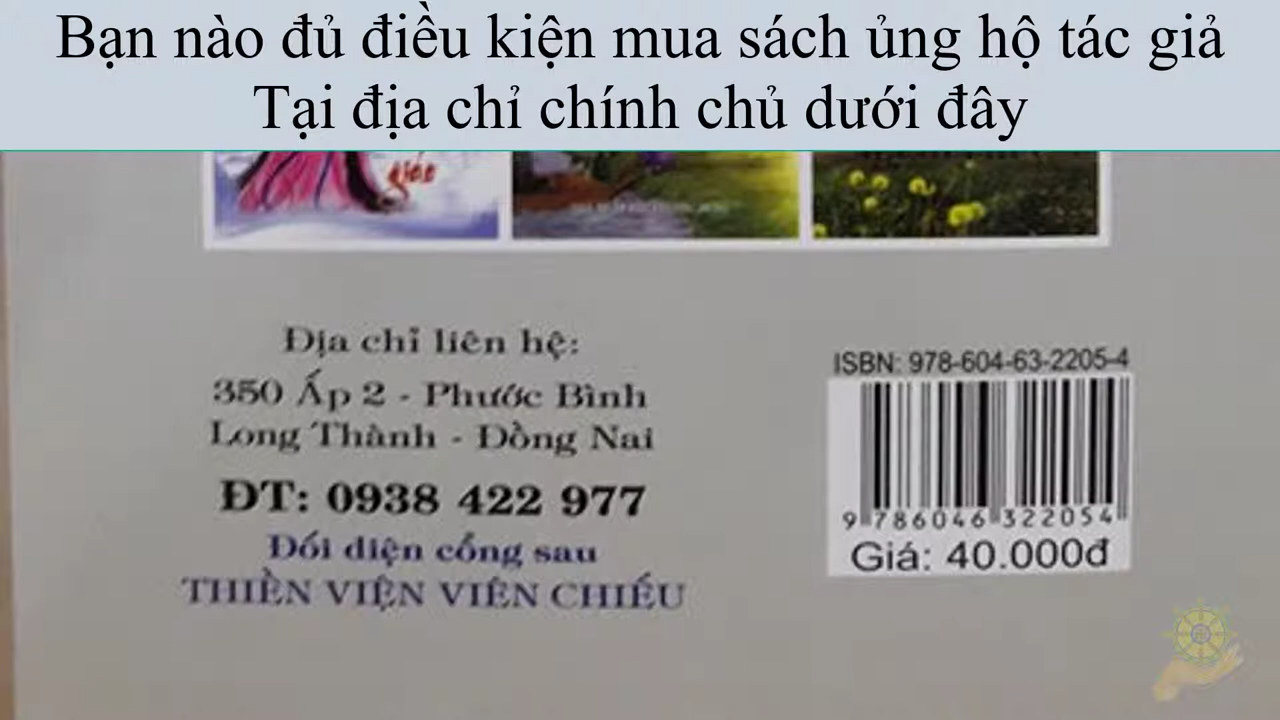 Bạn nào đủ điều kiện mua sách ủng hộ tác giả
Tại địa chỉ chính chủ dưới đây
giác
Địa chỉ liên hệ:
350 Ấp 2 - Phước Bình
Long Thành - Đồng Nai
ĐT: 0938 422 977
Đối diện cổng sau
THIỀN VIỆN VIÊN CHIẾU
ISBN: 978-604-63-2205-4
9 786046 322054
Giá: 40.000đ